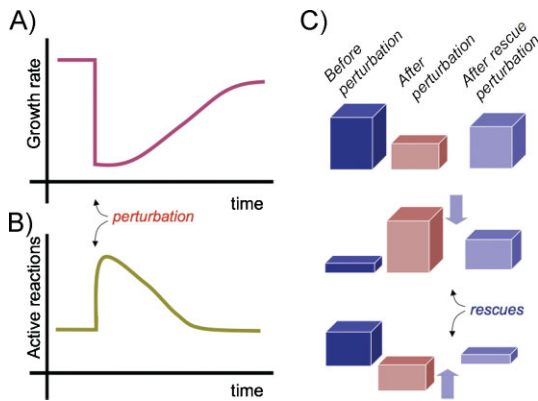 A)
Growth rate
time
perturbation
B)
Active reactions
time
C)
Before
perturbation
After
perturbation
After rescue
perturbation
rescues